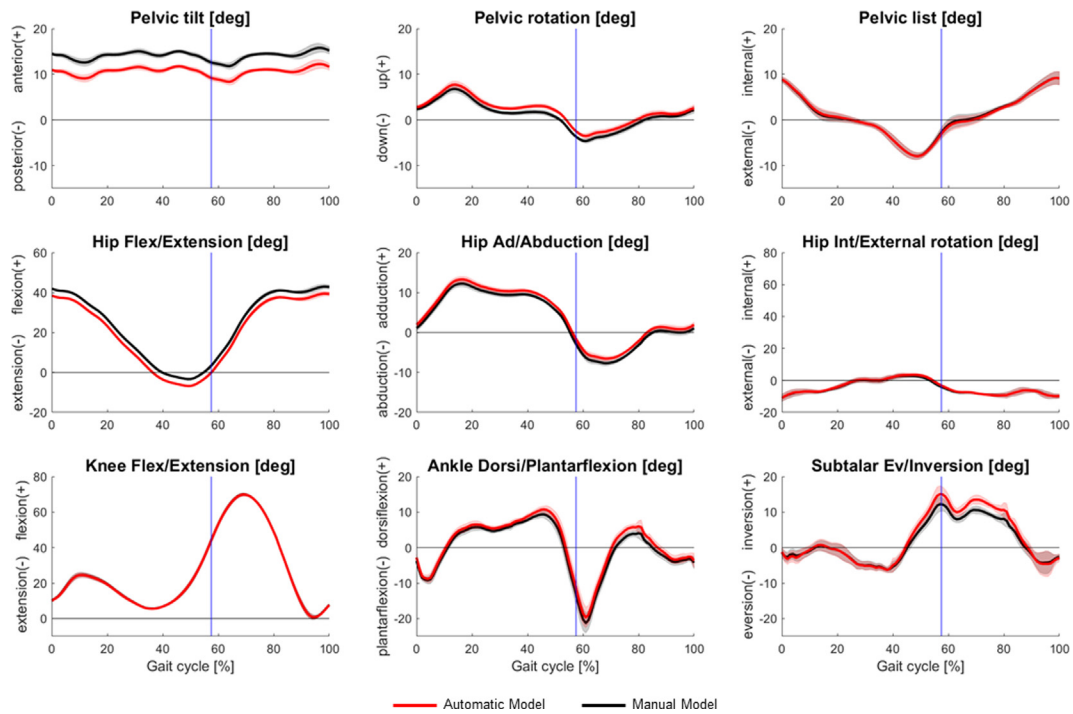 Pelvic tilt [deg]
Pelvic rotation [deg]
Pelvic list [deg]
posterior(-) anterior(+)
20
10
0
-10
0 20 40 60 80 100
down(-) up(+)
20
10
0
-10
0 20 40 60 80 100
external(-) internal(+)
20
10
0
-10
0 20 40 60 80 100
Hip Flex/Extension [deg]
Hip Ad/Abduction [deg]
Hip Int/External rotation [deg]
extension(-) flexion(+)
60
40
20
0
-20
0 20 40 60 80 100
abduction(-) adduction(+)
20
10
0
-10
-20
0 20 40 60 80 100
external(-) internal(+)
80
60
40
20
0
-20
0 20 40 60 80 100
Knee Flex/Extension [deg]
Ankle Dorsi/Plantarflexion [deg]
Subtalar Ev/Inversion [deg]
extension(-) flexion(+)
80
60
40
20
0
0 20 40 60 80 100
Gait cycle [%]
plantarflexion(-) dorsiflexion(+)
20
10
0
-10
-20
0 20 40 60 80 100
Gait cycle [%]
eversion(-) inversion(+)
20
10
0
-10
-20
0 20 40 60 80 100
Gait cycle [%]
Automatic Model Manual Model